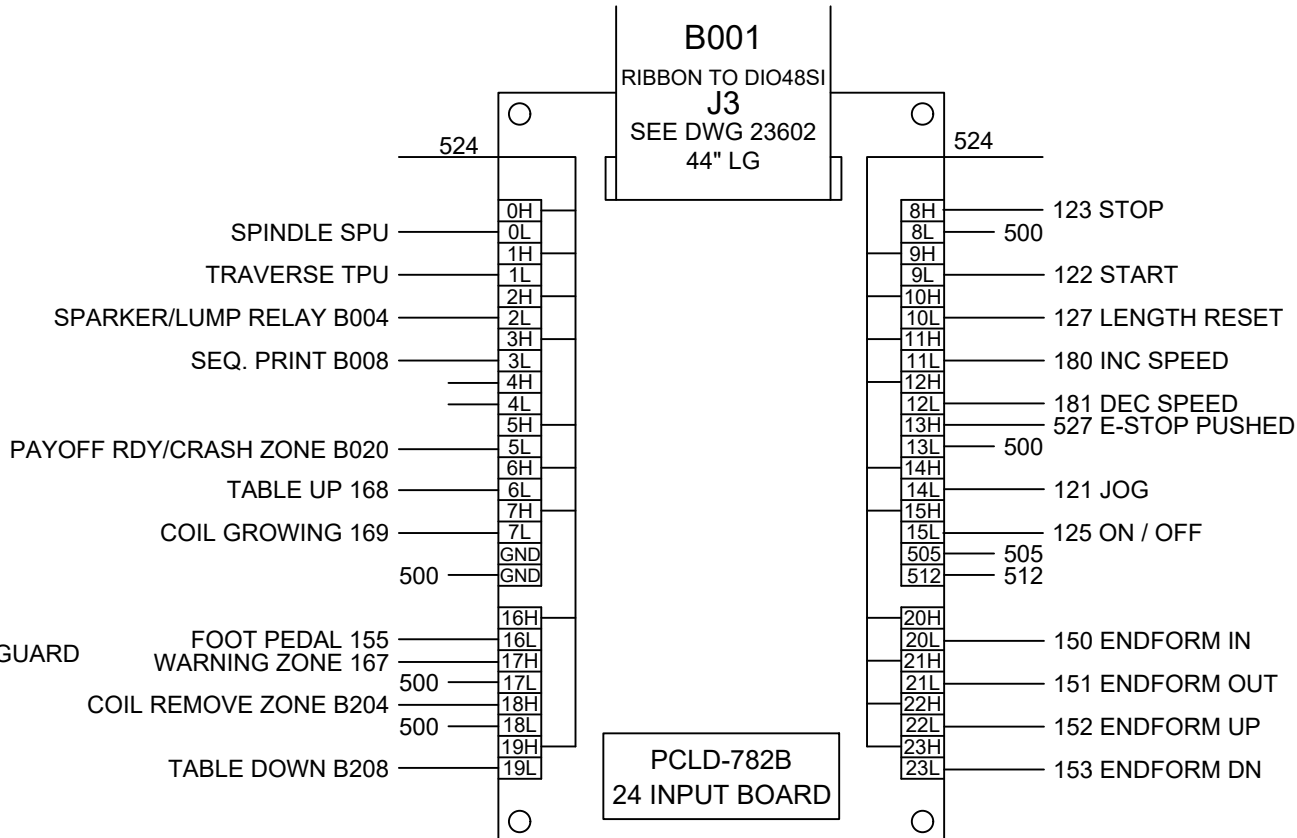 B001
RIBBON TO DIO48SI
J3
SEE DWG 23602
44" LG
524
524
0H
SPINDLE SPU 0L
1H
TRAVERSE TPU 1L
2H
SPARKER/LUMP RELAY B004 2L
3H
SEQ. PRINT B008 3L
4H
4L
5H
PAYOFF RDY/CRASH ZONE B020 5L
6H
TABLE UP 168 6L
7H
COIL GROWING 169 7L
GND
500 GND
16H
FOOT PEDAL 155 16L
GUARD
WARNING ZONE 167 17H
500 17L
COIL REMOVE ZONE B204 18H
500 18L
19H
TABLE DOWN B208 19L
8H 123 STOP
8L 500
9H
9L 122 START
10H
10L 127 LENGTH RESET
11H
11L 180 INC SPEED
12H
12L 181 DEC SPEED
13H 527 E-STOP PUSHED
13L 500
14H
14L 121 JOG
15H
15L 125 ON / OFF
505 505
512 512
20H
20L 150 ENDFORM IN
21H
21L 151 ENDFORM OUT
22H
22L 152 ENDFORM UP
23H
23L 153 ENDFORM DN
PCLD-782B
24 INPUT BOARD